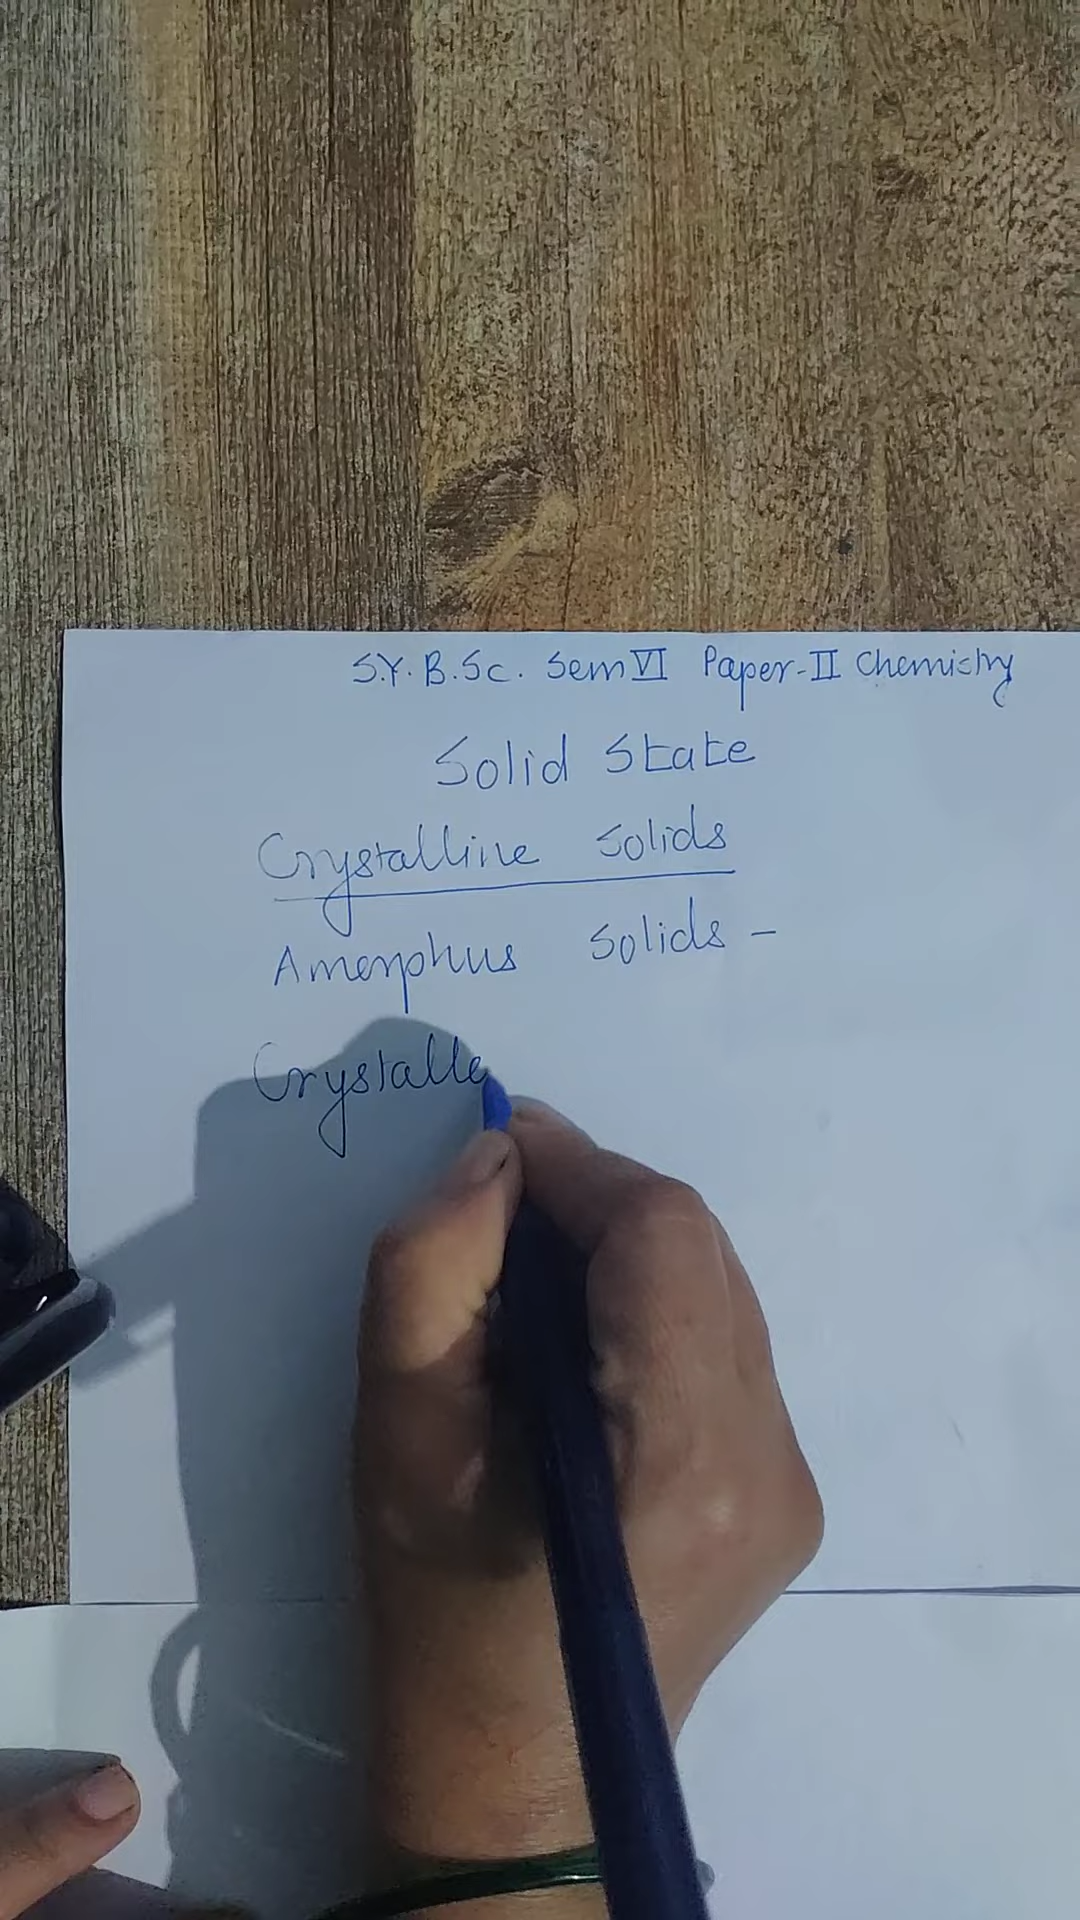 S.Y. B.Sc. Sem VI Paper-II Chemistry
Solid State
Crystalline Solids
Amorphus Solids -
Crystalle